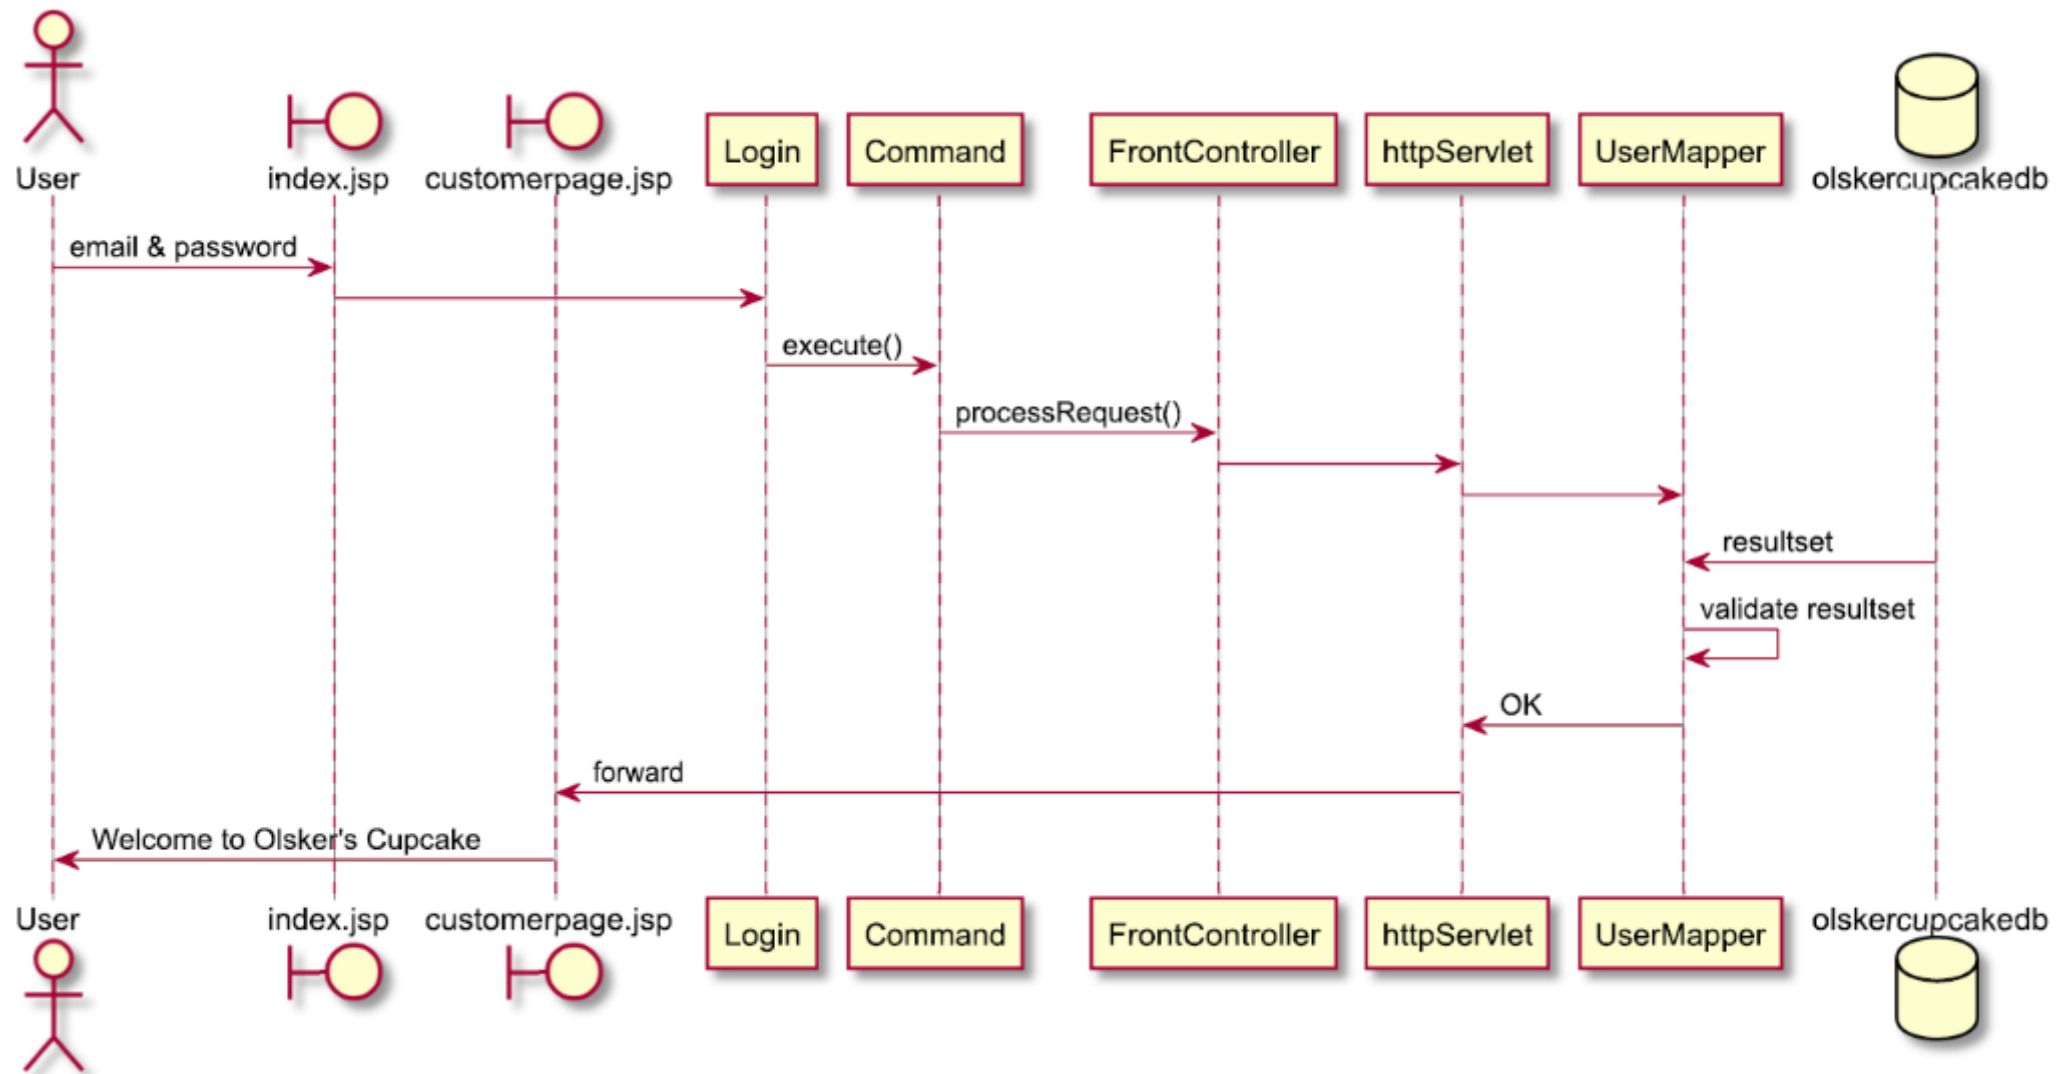 User
index.jsp
customerpage.jsp
Login
Command
FrontController
httpServlet
UserMapper
olskercupcakedb
email & password
execute()
processRequest()
resultset
validate resultset
OK
forward
Welcome to Olsker's Cupcake
User
index.jsp
customerpage.jsp
Login
Command
FrontController
httpServlet
UserMapper
olskercupcakedb